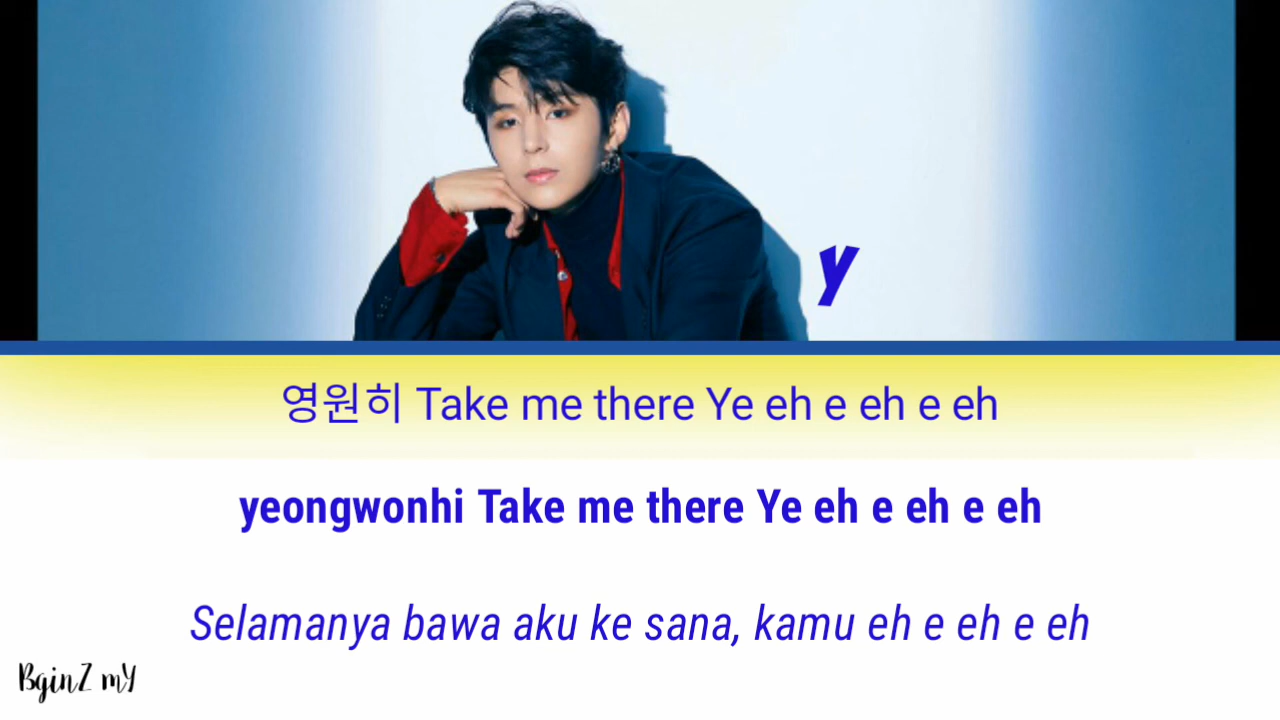 y
영원히 Take me there Ye eh e eh e eh
yeongwonhi Take me there Ye eh e eh e eh
Selamanya bawa aku ke sana, kamu eh e eh e eh
BginZ mY